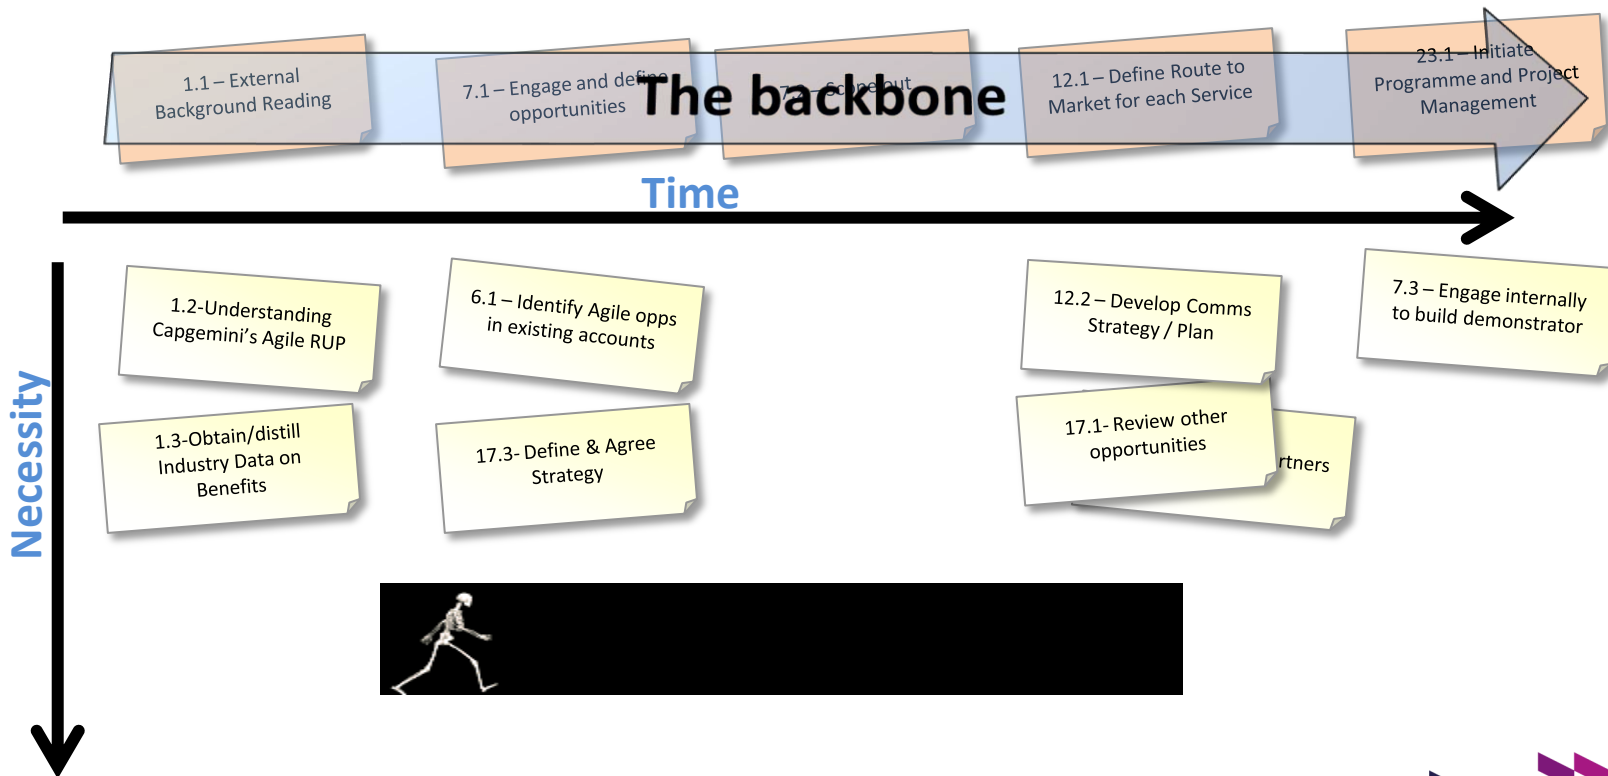 1.1 – External
Background Reading
7.1 – Engage and define
opportunities
7.2 – Scope out
The backbone
12.1 – Define Route to
Market for each Service
23.1 – Initiate
Programme and Project
Management
Time
Necessity
1.2-Understanding
Capgemini's Agile RUP
6.1 – Identify Agile opps
in existing accounts
12.2 – Develop Comms
Strategy / Plan
7.3 – Engage internally
to build demonstrator
1.3-Obtain/distill
Industry Data on
Benefits
17.3- Define & Agree
Strategy
17.1- Review other
opportunities
rtners